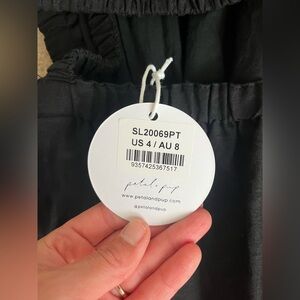 SL20069PT
US 4 / AU 8
9357425367517
petal & pup
www.petalandpup.com
@petalandpup